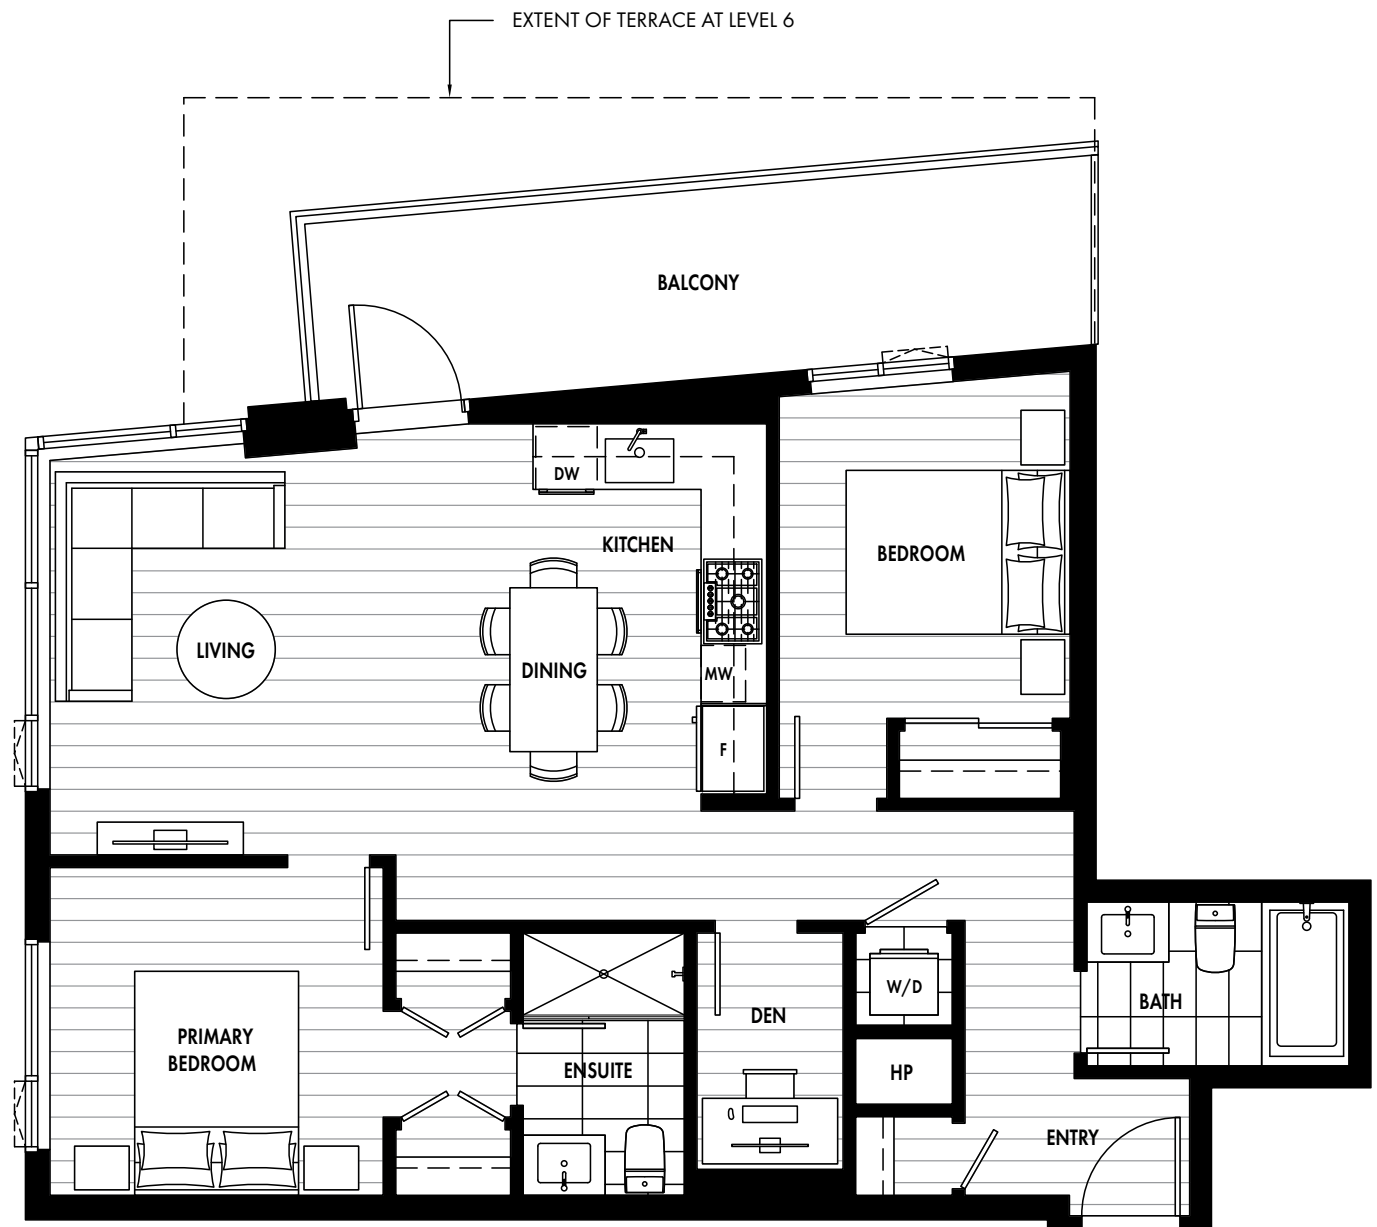 EXTENT OF TERRACE AT LEVEL 6
BALCONY
DW
KITCHEN
BEDROOM
LIVING
DINING
MW
F
W/D
BATH
DEN
PRIMARY
BEDROOM
ENSUITE
HP
ENTRY